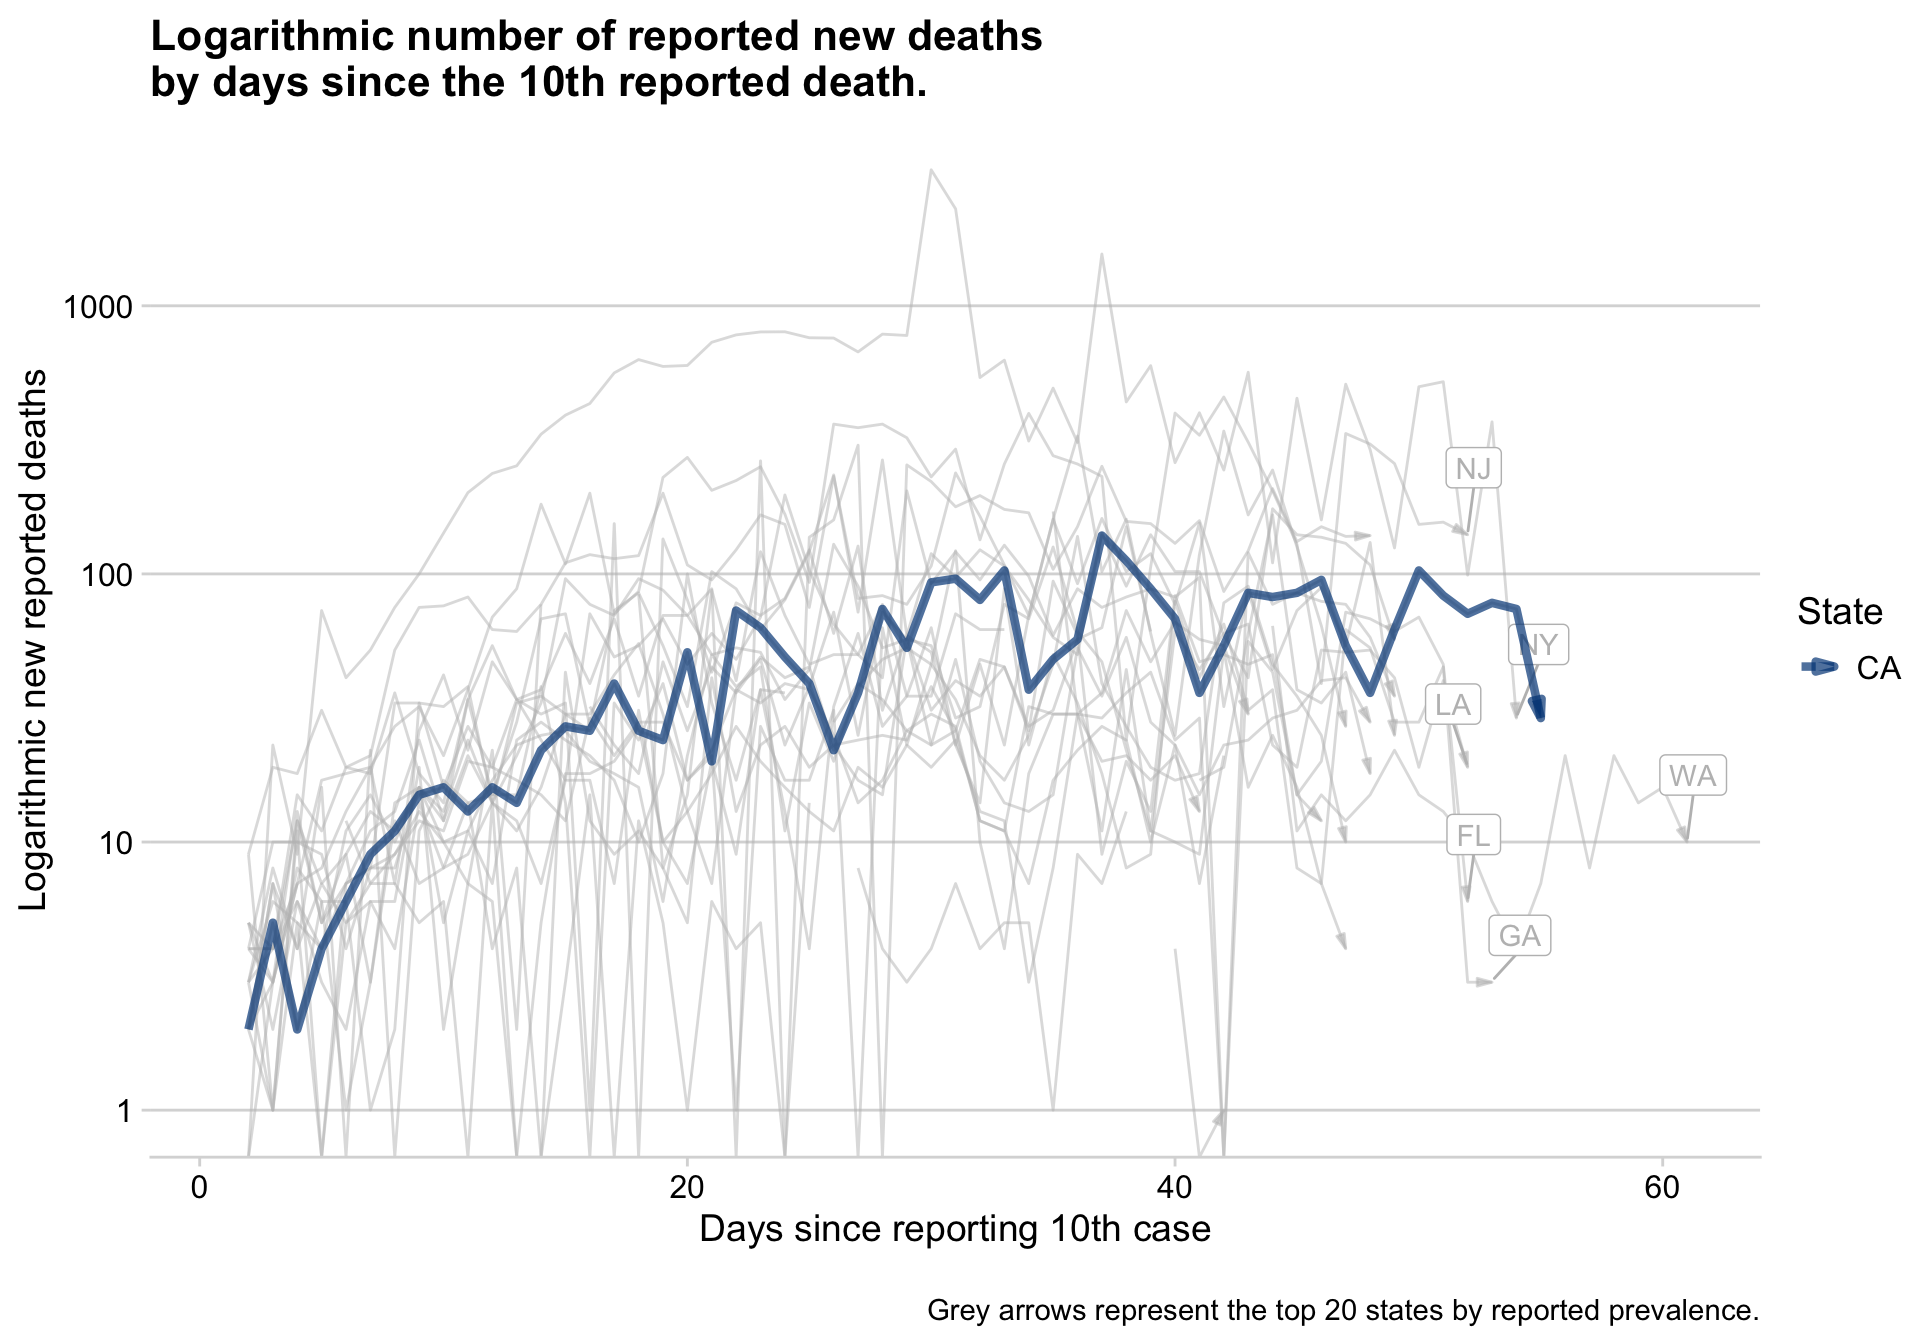 Logarithmic number of reported new deaths
by days since the 10th reported death.
Logarithmic new reported deaths
1000
100
10
1
NJ
NY
LA
WA
FL
GA
State
CA
0
20
40
60
Days since reporting 10th case
Grey arrows represent the top 20 states by reported prevalence.